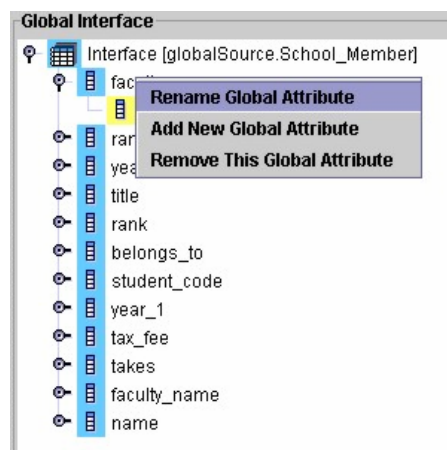 Global Interface
Interface [globalSource.School_Member]
Rename Global Attribute
Add New Global Attribute
Remove This Global Attribute
title
rank
belongs_to
student_code
year_1
tax_fee
takes
faculty_name
name